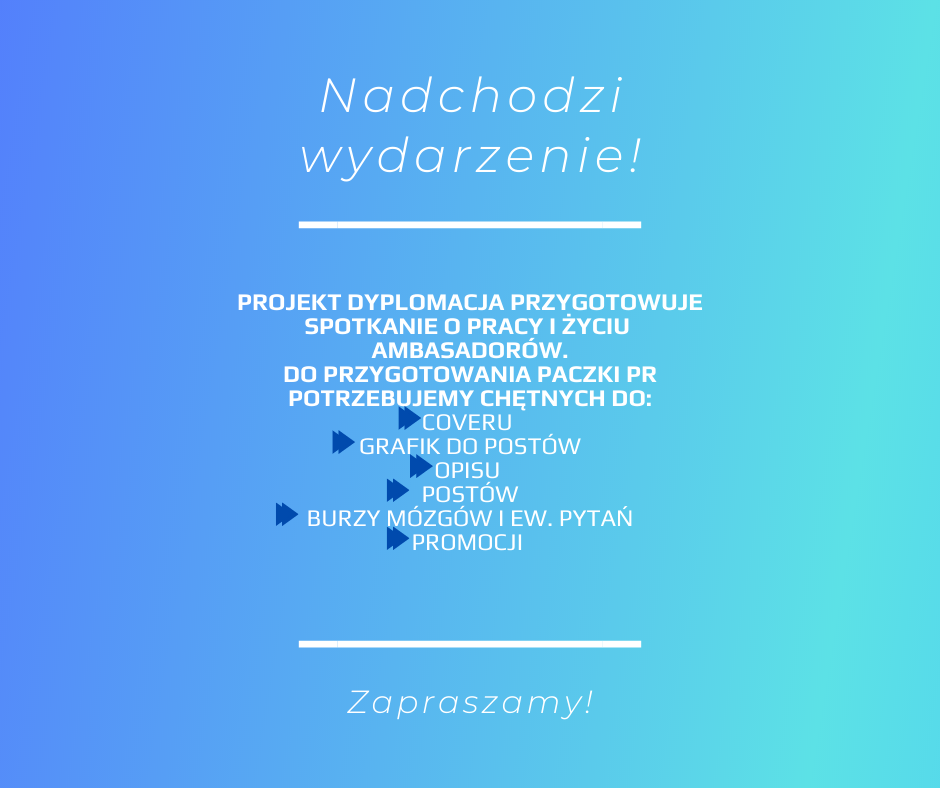 Nadchodzi
wydarzenie!
PROJEKT DYPLOMACJA PRZYGOTOWUJE
SPOTKANIE O PRACY I ŻYCIU
AMBASADORÓW.
DO PRZYGOTOWANIA PACZKI PR
POTRZEBUJEMY CHĘTNYCH DO:
COVERU
GRAFIK DO POSTÓW
OPISU
POSTÓW
BURZY MÓZGÓW I EW. PYTAŃ
PROMOCJI
Zapraszamy!